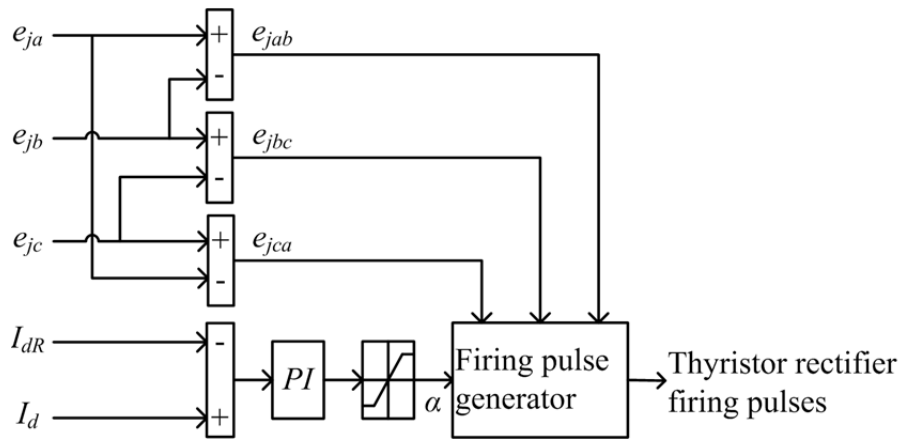 e_ja + e_jab
-
e_jb + e_jbc
-
e_jc + e_jca
-
I_dR -
PI
α
Firing pulse
generator
Thyristor rectifier
firing pulses
I_d +